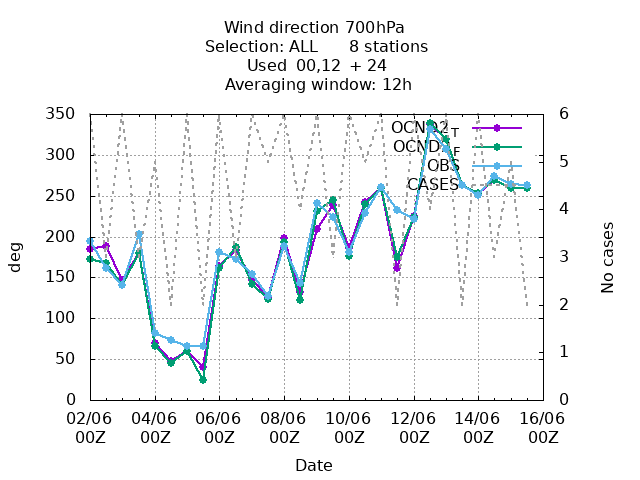 Wind direction 700hPa
Selection: ALL 8 stations
Used 00,12 + 24
Averaging window: 12h
deg
350
300
250
200
150
100
50
0
6
5
4
3
2
1
0
No cases
OCND2_T
OCND2_F
OBS
CASES
02/06 04/06 06/06 08/06 10/06 12/06 14/06 16/06
00Z 00Z 00Z 00Z 00Z 00Z 00Z 00Z
Date